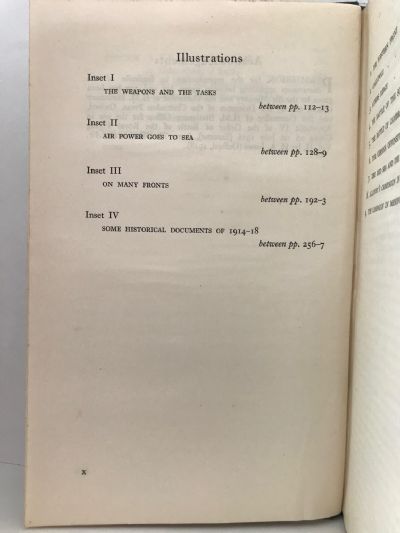 Illustrations
Inset I
THE WEAPONS AND THE TASKS
between pp. 112–13
Inset II
AIR POWER GOES TO SEA
between pp. 128–9
Inset III
ON MANY FRONTS
between pp. 192–3
Inset IV
SOME HISTORICAL DOCUMENTS OF 1914–18
between pp. 256–7
x